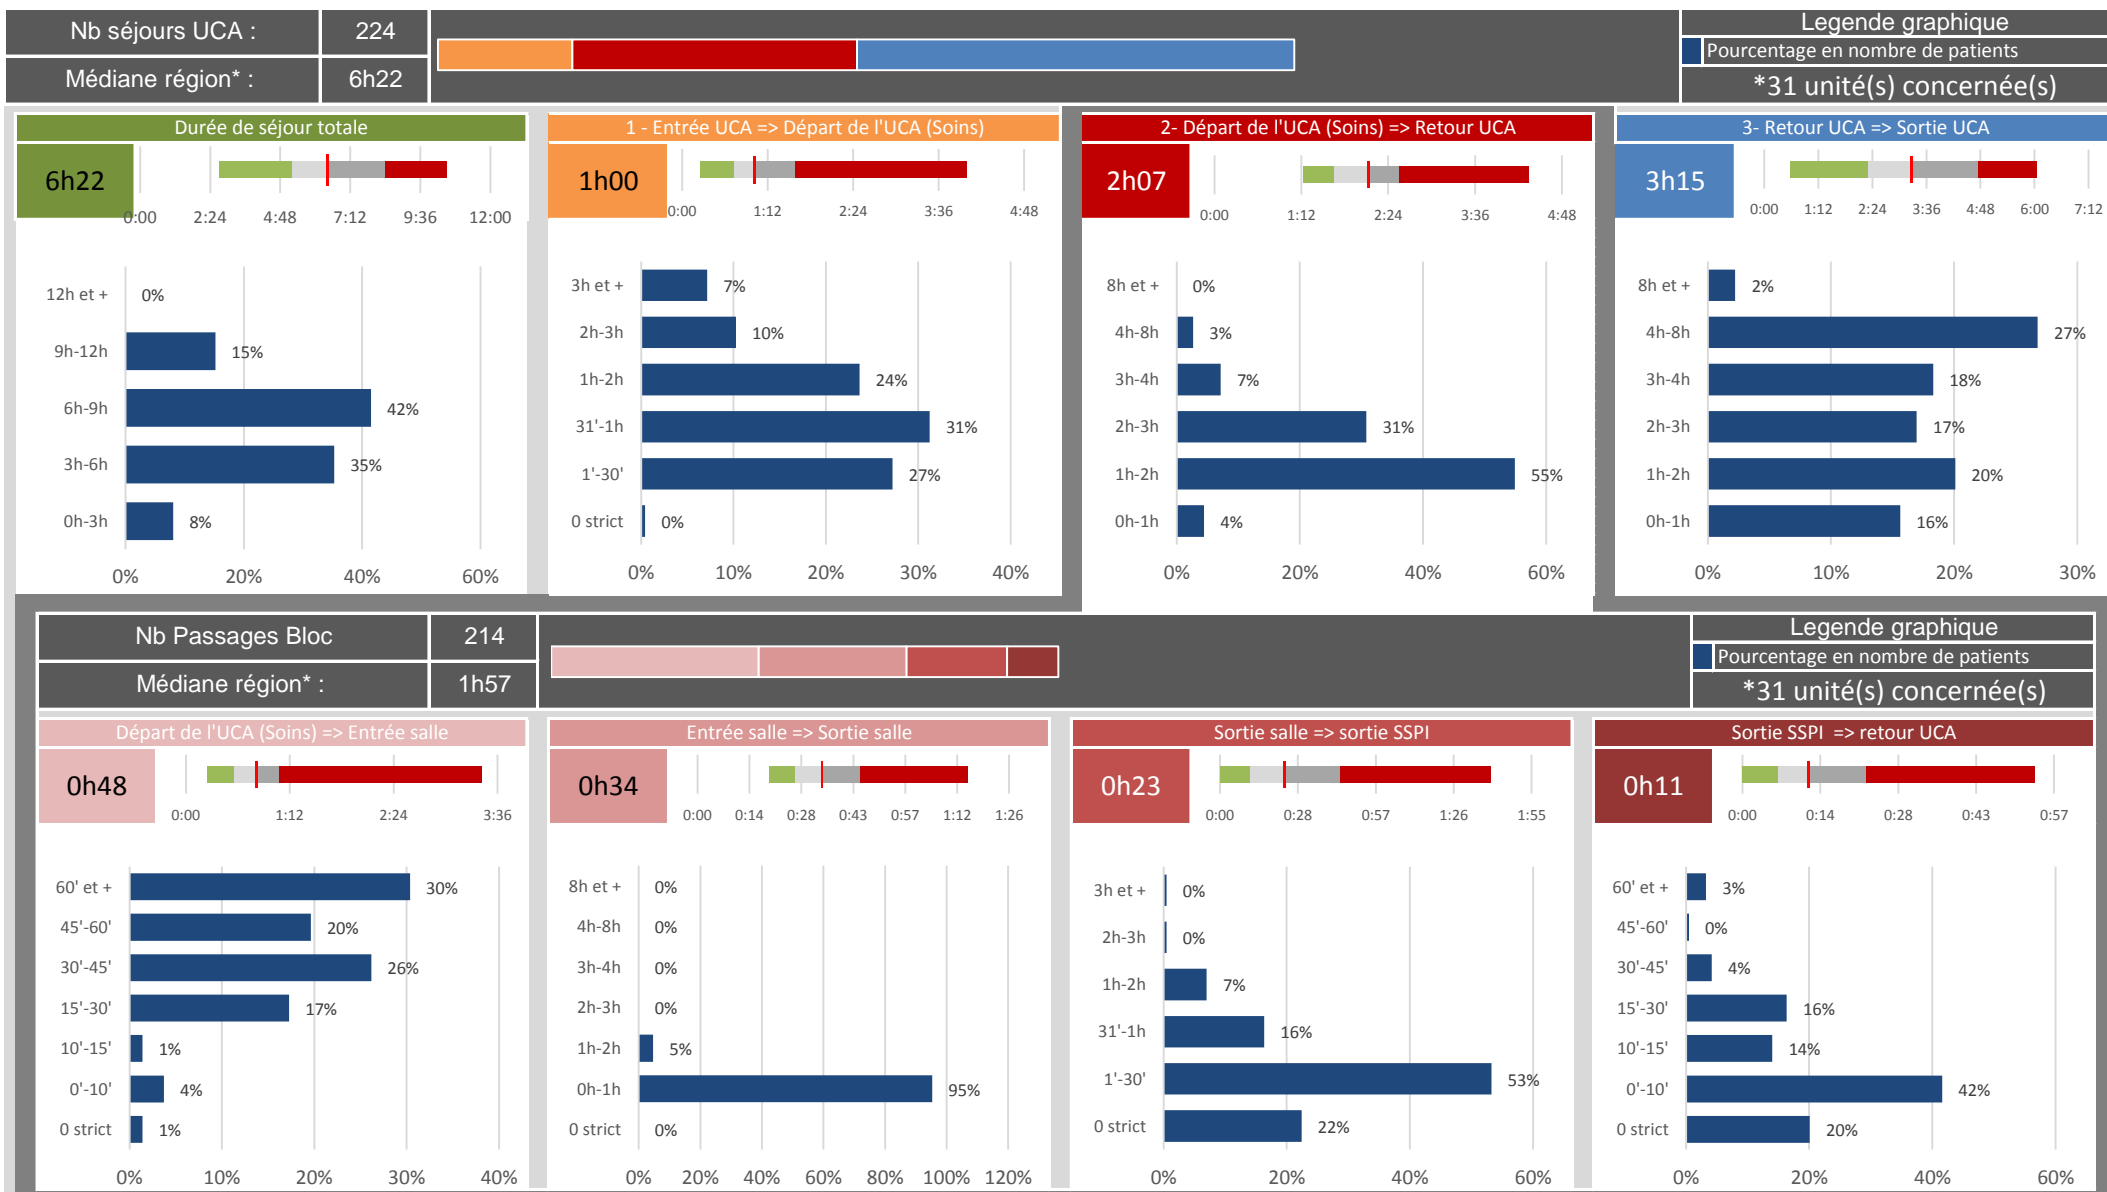 Nb séjours UCA : 224
Médiane région* : 6h22
Legende graphique
Pourcentage en nombre de patients
*31 unité(s) concernée(s)
Durée de séjour totale
6h22
0:00 2:24 4:48 7:12 9:36 12:00
12h et + 0%
9h-12h 15%
6h-9h 42%
3h-6h 35%
0h-3h 8%
0% 20% 40% 60%
1 - Entrée UCA => Départ de l'UCA (Soins)
1h00
0:00 1:12 2:24 3:36 4:48
3h et + 7%
2h-3h 10%
1h-2h 24%
31'-1h 31%
1'-30' 27%
0 strict 0%
0% 10% 20% 30% 40%
2- Départ de l'UCA (Soins) => Retour UCA
2h07
0:00 1:12 2:24 3:36 4:48
8h et + 0%
4h-8h 3%
3h-4h 7%
2h-3h 31%
1h-2h 55%
0h-1h 4%
0% 20% 40% 60%
3- Retour UCA => Sortie UCA
3h15
0:00 1:12 2:24 3:36 4:48 6:00 7:12
8h et + 2%
4h-8h 27%
3h-4h 18%
2h-3h 17%
1h-2h 20%
0h-1h 16%
0% 10% 20% 30%
Nb Passages Bloc 214
Médiane région* : 1h57
Legende graphique
Pourcentage en nombre de patients
*31 unité(s) concernée(s)
Départ de l'UCA (Soins) => Entrée salle
0h48
0:00 1:12 2:24 3:36
60' et + 30%
45'-60' 20%
30'-45' 26%
15'-30' 17%
10'-15' 1%
0'-10' 4%
0 strict 1%
0% 10% 20% 30% 40%
Entrée salle => Sortie salle
0h34
0:00 0:14 0:28 0:43 0:57 1:12 1:26
8h et + 0%
4h-8h 0%
3h-4h 0%
2h-3h 0%
1h-2h 5%
0h-1h 95%
0 strict 0%
0% 20% 40% 60% 80% 100% 120%
Sortie salle => sortie SSPI
0h23
0:00 0:28 0:57 1:26 1:55
3h et + 0%
2h-3h 0%
1h-2h 7%
31'-1h 16%
1'-30' 53%
0 strict 22%
0% 20% 40% 60%
Sortie SSPI => retour UCA
0h11
0:00 0:14 0:28 0:43 0:57
60' et + 3%
45'-60' 0%
30'-45' 4%
15'-30' 16%
10'-15' 14%
0'-10' 42%
0 strict 20%
0% 20% 40% 60%